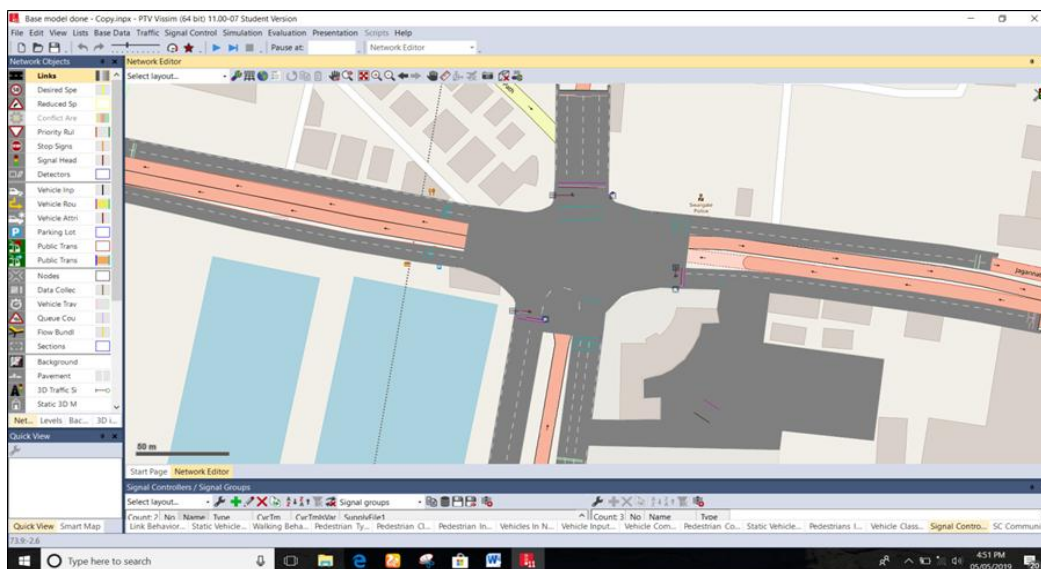 Base model done - Copy.inpx - PTV Vissim (64 bit) 11.00-07 Student Version
File Edit View Lists Base Data Traffic Signal Control Simulation Evaluation Presentation Scripts Help
Pause at: Network Editor
Network Objects
Network Editor
Select layout...
Links
Desired Spe
Reduced Sp
Conflict Are
Priority Rul
Stop Signs
Signal Head
Detectors
Vehicle Inp
Vehicle Rou
Vehicle Attri
Parking Lot
Public Trans
Public Trans
Nodes
Data Collec
Vehicle Trav
Queue Cou
Flow Bundl
Sections
Background
Pavement
3D Traffic Si
Static 3D M
Net... Levels Bac... 3D i...
Path
Swargate
Police
Jagannat
50 m
Quick View
Start Page Network Editor
Signal Controllers / Signal Groups
Select layout... Signal groups
Count: 2 No Name Type CycTm CycTmIsVar SupplyFile1
Count: 3 No Name Type
Quick View Smart Map
Link Behavior... Static Vehicle... Walking Beha... Pedestrian Ty... Pedestrian Cl... Pedestrian In... Vehicles In N... Vehicle Input... Vehicle Com... Pedestrian Co... Static Vehicle... Pedestrians I... Vehicle Class... Signal Contro... SC Communi
73.9:-2.6
Type here to search
4:51 PM
05/05/2019